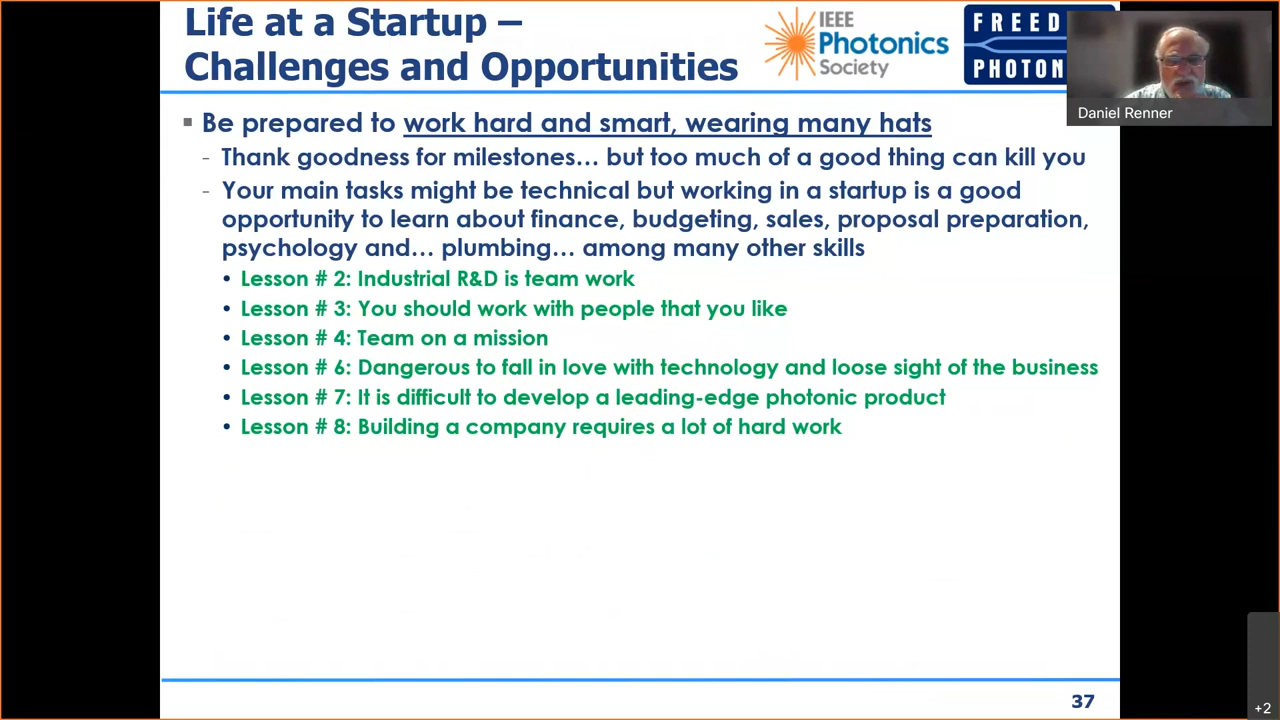 Life at a Startup –
Challenges and Opportunities
IEEE
Photonics
Society
FREED
PHOTON
Daniel Renner
▪ Be prepared to work hard and smart, wearing many hats
- Thank goodness for milestones… but too much of a good thing can kill you
- Your main tasks might be technical but working in a startup is a good
opportunity to learn about finance, budgeting, sales, proposal preparation,
psychology and… plumbing… among many other skills
• Lesson # 2: Industrial R&D is team work
• Lesson # 3: You should work with people that you like
• Lesson # 4: Team on a mission
• Lesson # 6: Dangerous to fall in love with technology and loose sight of the business
• Lesson # 7: It is difficult to develop a leading-edge photonic product
• Lesson # 8: Building a company requires a lot of hard work
37
+2